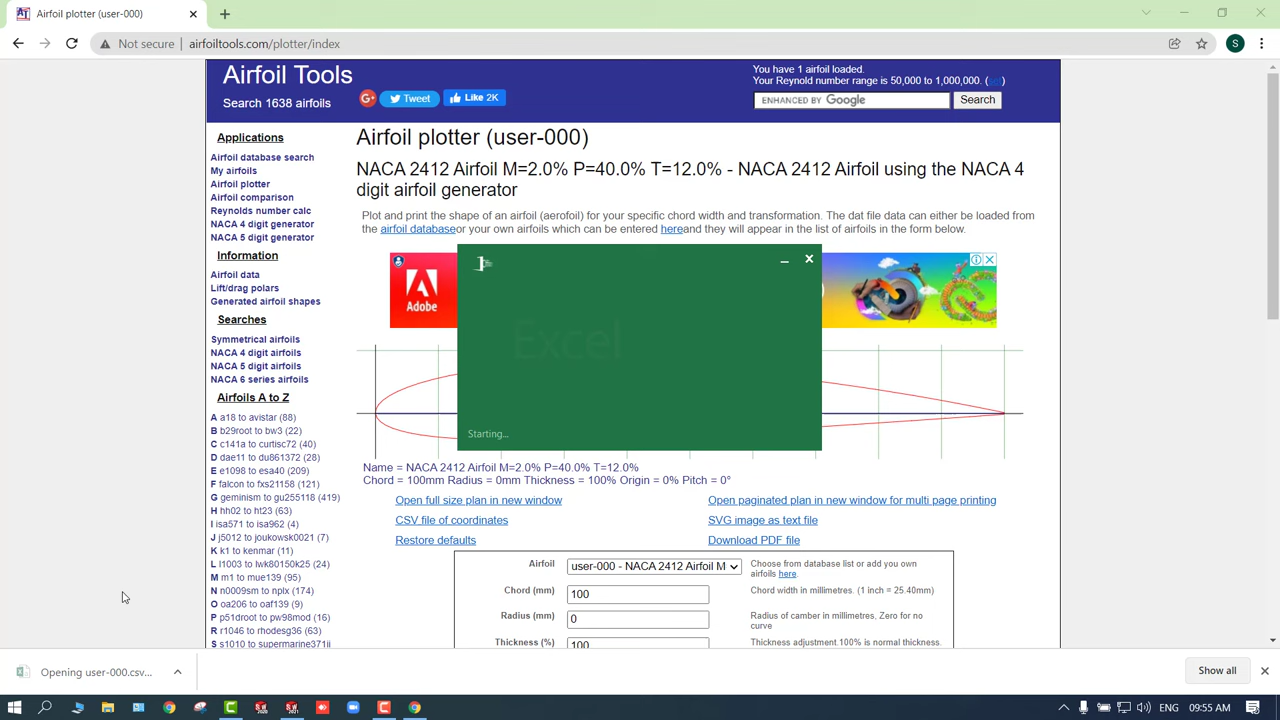 Airfoil plotter (user-000)
Not secure
airfoiltools.com/plotter/index
S
Airfoil Tools
Search 1638 airfoils
Tweet
Like 2K
You have 1 airfoil loaded.
Your Reynold number range is 50,000 to 1,000,000. (set)
ENHANCED BY Google
Search
Applications
Airfoil database search
My airfoils
Airfoil plotter
Airfoil comparison
Reynolds number calc
NACA 4 digit generator
NACA 5 digit generator
Information
Airfoil data
Lift/drag polars
Generated airfoil shapes
Searches
Symmetrical airfoils
NACA 4 digit airfoils
NACA 5 digit airfoils
NACA 6 series airfoils
Airfoils A to Z
A a18 to avistar (88)
B b29root to bw3 (22)
C c141a to curtisc72 (40)
D dae11 to du861372 (28)
E e1098 to esa40 (209)
F falcon to fxs21158 (121)
G geminism to gu255118 (419)
H hh02 to ht23 (63)
I isa571 to isa962 (4)
J j5012 to joukowsk0021 (7)
K k1 to kenmar (11)
L l1003 to lwk80150k25 (24)
M m1 to mue139 (95)
N n0009sm to nplx (174)
O oa206 to oaf139 (9)
P p51droot to pw98mod (16)
R r1046 to rhodesg36 (63)
S s1010 to supermarine371ii
Airfoil plotter (user-000)
NACA 2412 Airfoil M=2.0% P=40.0% T=12.0% - NACA 2412 Airfoil using the NACA 4
digit airfoil generator
Plot and print the shape of an airfoil (aerofoil) for your specific chord width and transformation. The dat file data can either be loaded from
the airfoil databaseor your own airfoils which can be entered hereand they will appear in the list of airfoils in the form below.
Adobe
Excel
Starting...
Name = NACA 2412 Airfoil M=2.0% P=40.0% T=12.0%
Chord = 100mm Radius = 0mm Thickness = 100% Origin = 0% Pitch = 0°
Open full size plan in new window
Open paginated plan in new window for multi page printing
CSV file of coordinates
SVG image as text file
Restore defaults
Download PDF file
Airfoil
user-000 - NACA 2412 Airfoil M
Choose from database list or add you own
airfoils here.
Chord (mm)
100
Chord width in millimetres. (1 inch = 25.40mm)
Radius (mm)
0
Radius of camber in millimetres. Zero for no
curve
Thickness (%)
100
Thickness adjustment.100% is normal thickness.
Opening user-000.csv...
Show all
ENG
09:55 AM